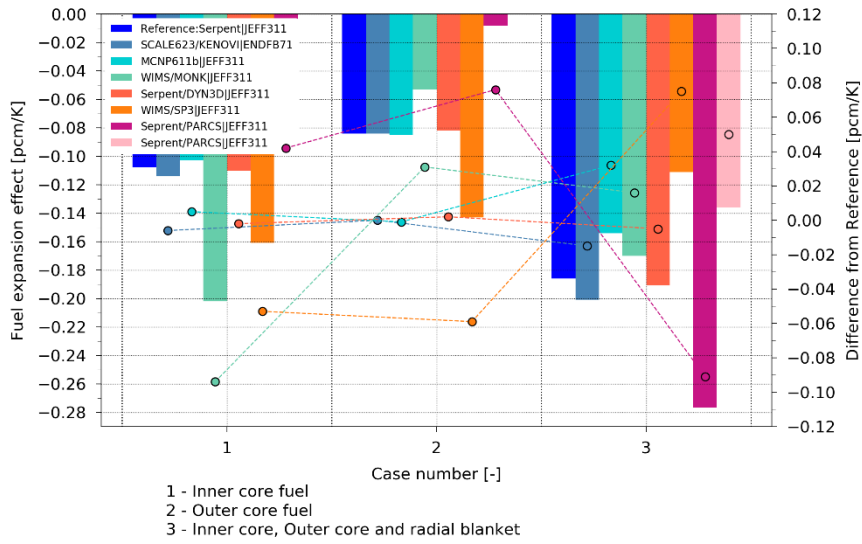 0.00
−0.02
−0.04
−0.06
−0.08
−0.10
−0.12
−0.14
−0.16
−0.18
−0.20
−0.22
−0.24
−0.26
−0.28
Fuel expansion effect [pcm/K]
Reference:Serpent|JEFF311
SCALE623/KENOVI|ENDFB71
MCNP611b|JEFF311
WIMS/MONK|JEFF311
Serpent/DYN3D|JEFF311
WIMS/SP3|JEFF311
Seprent/PARCS|JEFF311
Seprent/PARCS|JEFF311
0.12
0.10
0.08
0.06
0.04
0.02
0.00
−0.02
−0.04
−0.06
−0.08
−0.10
−0.12
Difference from Reference [pcm/K]
1 2 3
Case number [-]
1 - Inner core fuel
2 - Outer core fuel
3 - Inner core, Outer core and radial blanket